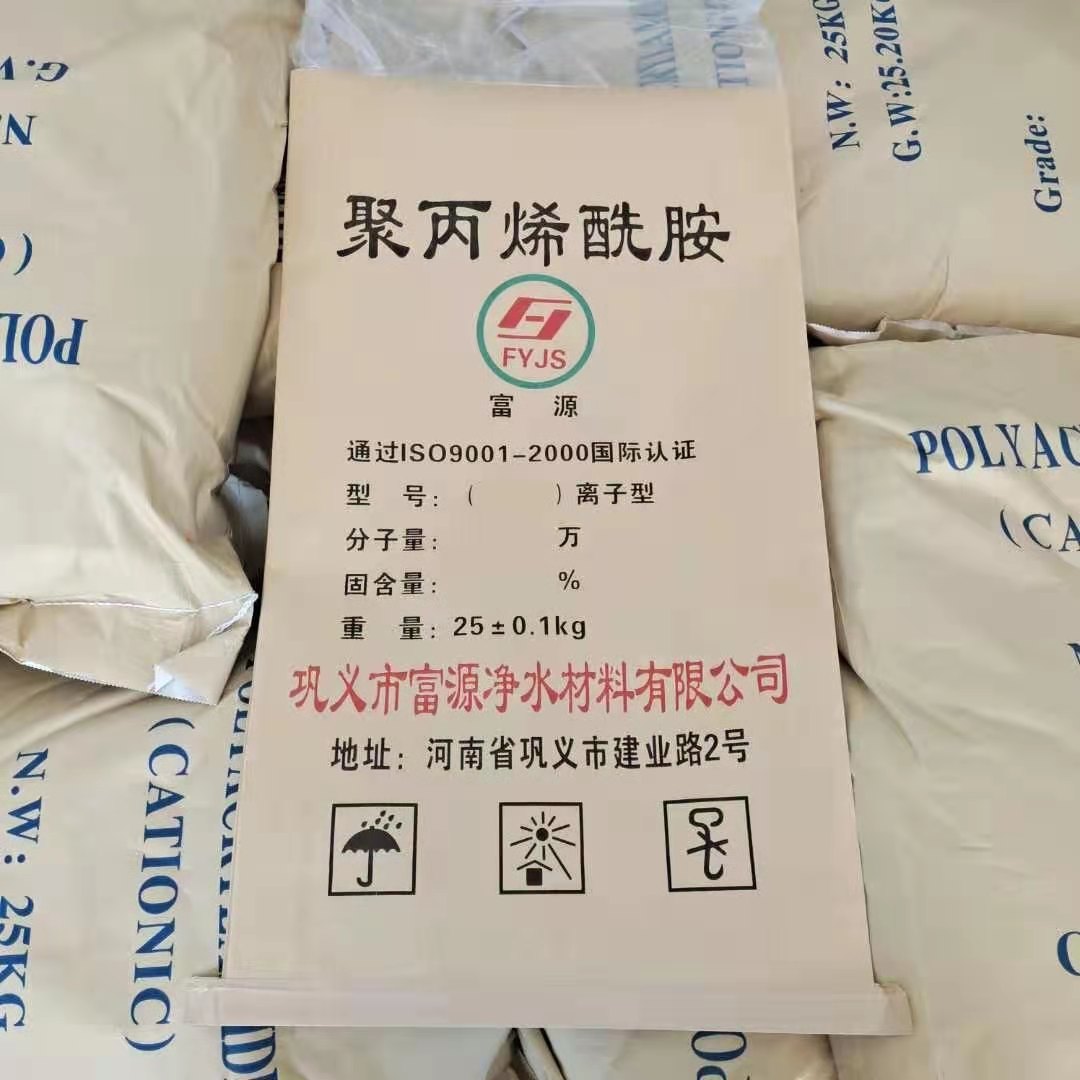 聚丙烯酰胺
FYJS
富 源
通过ISO9001-2000国际认证
型 号：（ ）离子型
分子量： 万
固含量： %
重 量：25±0.1kg
巩义市富源净水材料有限公司
地址：河南省巩义市建业路2号
N.W: 25KG
G.W:25.20KG
Grade:
(CATIONIC)
N.W: 25KG